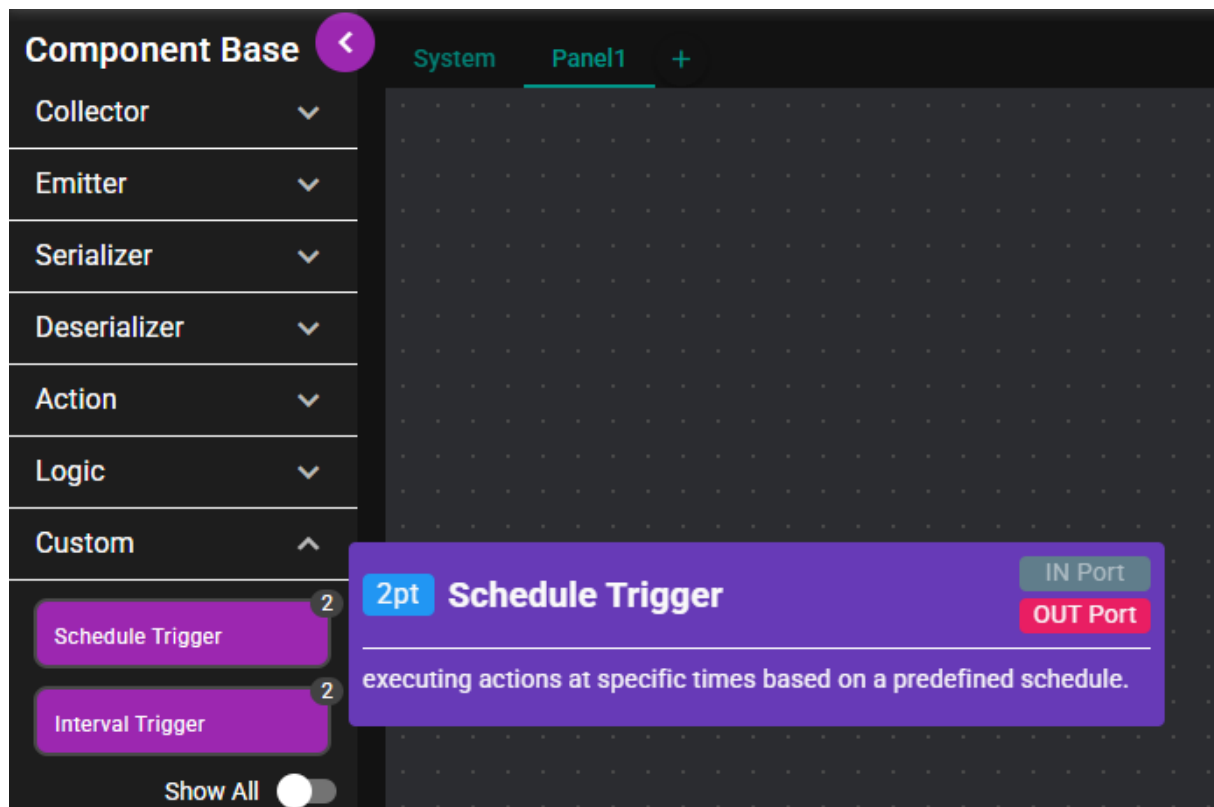 Component Base
System Panel1 +
Collector
Emitter
Serializer
Deserializer
Action
Logic
Custom
2pt Schedule Trigger
IN Port
OUT Port
executing actions at specific times based on a predefined schedule.
Schedule Trigger 2
Interval Trigger 2
Show All